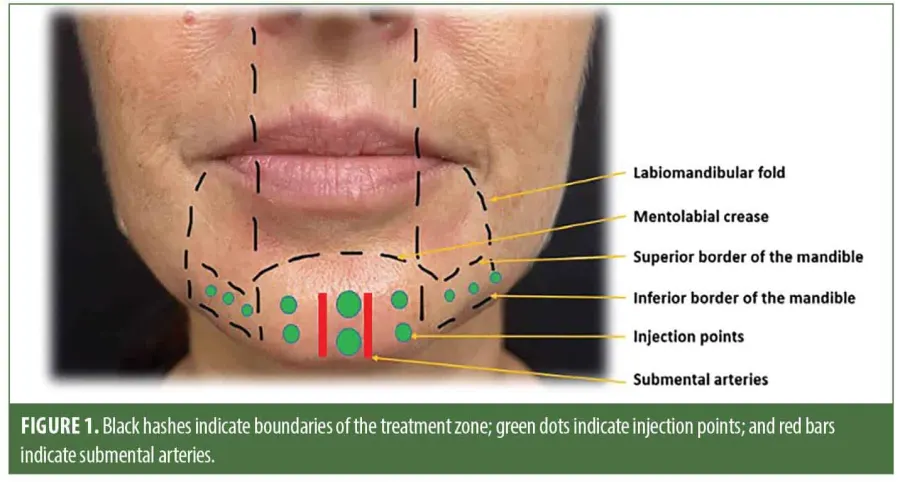 Labiomandibular fold
Mentolabial crease
Superior border of the mandible
Inferior border of the mandible
Injection points
Submental arteries
FIGURE 1. Black hashes indicate boundaries of the treatment zone; green dots indicate injection points; and red bars
indicate submental arteries.